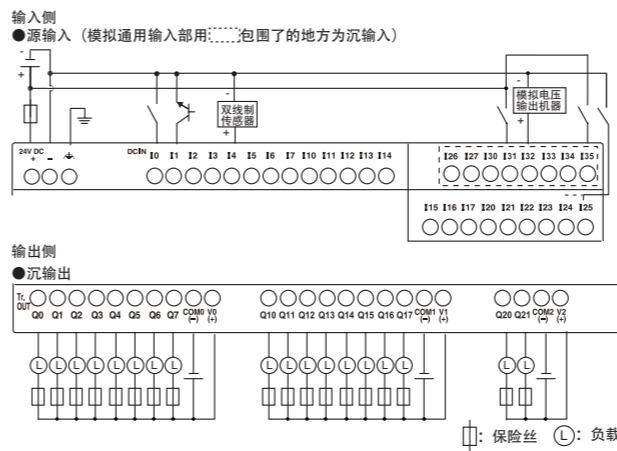 输入侧
●源输入（模拟通用输入部用 包围了的地方为沉输入）
-
+
-
双线制
传感器
+
-
模拟电压
输出机器
+
24V DC
+ -
DC IN I0 I1 I2 I3 I4 I5 I6 I7 I10 I11 I12 I13 I14
I26 I27 I30 I31 I32 I33 I34 I35
I15 I16 I17 I20 I21 I22 I23 I24 I25
输出侧
●沉输出
Tr.
OUT
Q0 Q1 Q2 Q3 Q4 Q5 Q6 Q7 COM0 (-) V0 (+)
Q10 Q11 Q12 Q13 Q14 Q15 Q16 Q17 COM1 (-) V1 (+)
Q20 Q21 COM2 (-) V2 (+)
L L L L L L L L
L L L L L L L L
L L
：保险丝 L：负载